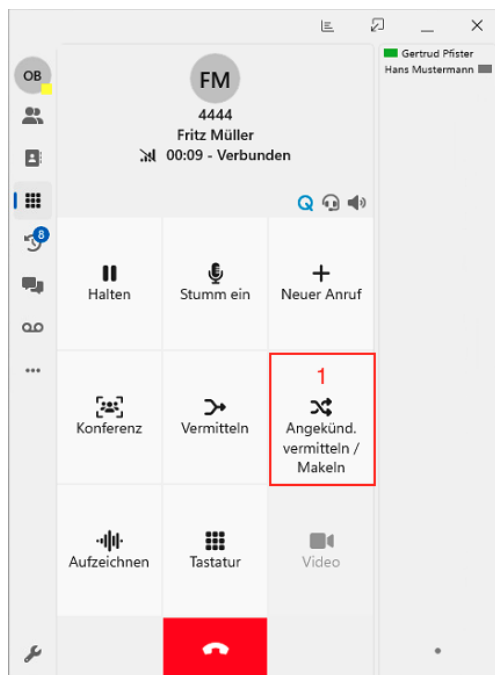 Gertrud Pfister
Hans Mustermann
OB
FM
4444
Fritz Müller
00:09 - Verbunden
Q
8
Halten
Stumm ein
Neuer Anruf
1
Konferenz
Vermitteln
Angekünd.
vermitteln /
Makeln
Aufzeichnen
Tastatur
Video